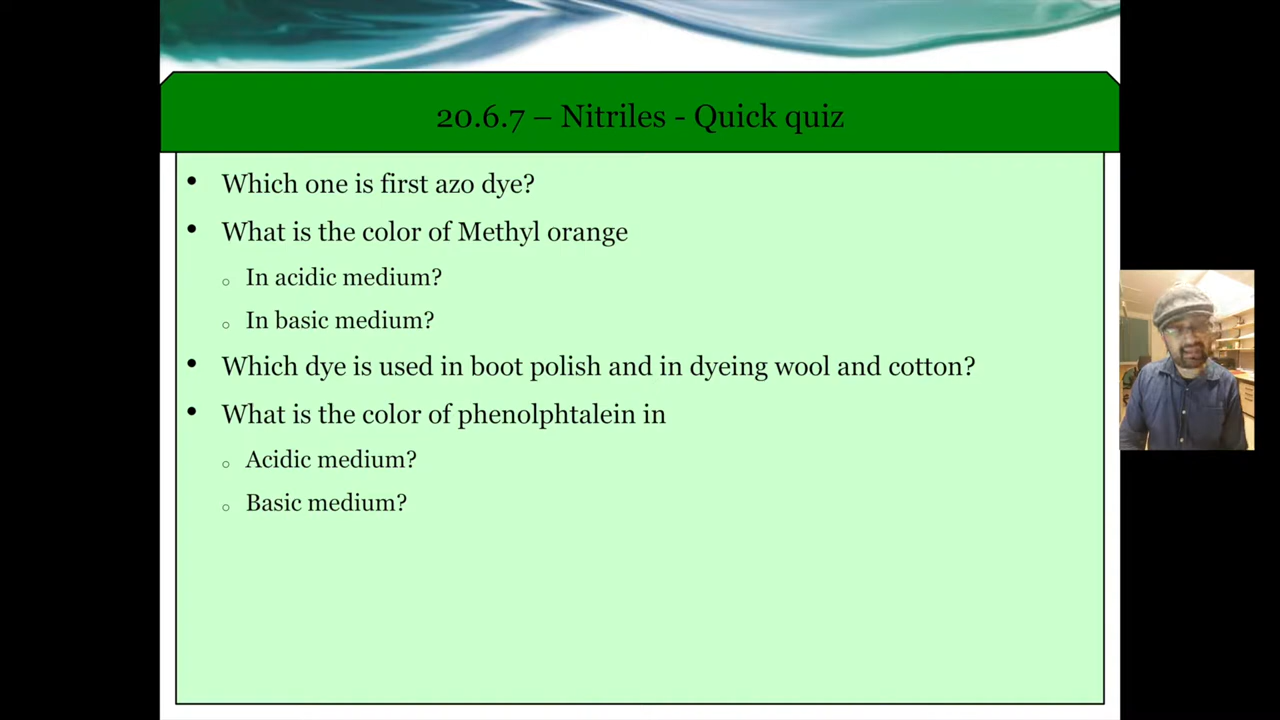 20.6.7 – Nitriles - Quick quiz
• Which one is first azo dye?
• What is the color of Methyl orange
o In acidic medium?
o In basic medium?
• Which dye is used in boot polish and in dyeing wool and cotton?
• What is the color of phenolphtalein in
o Acidic medium?
o Basic medium?